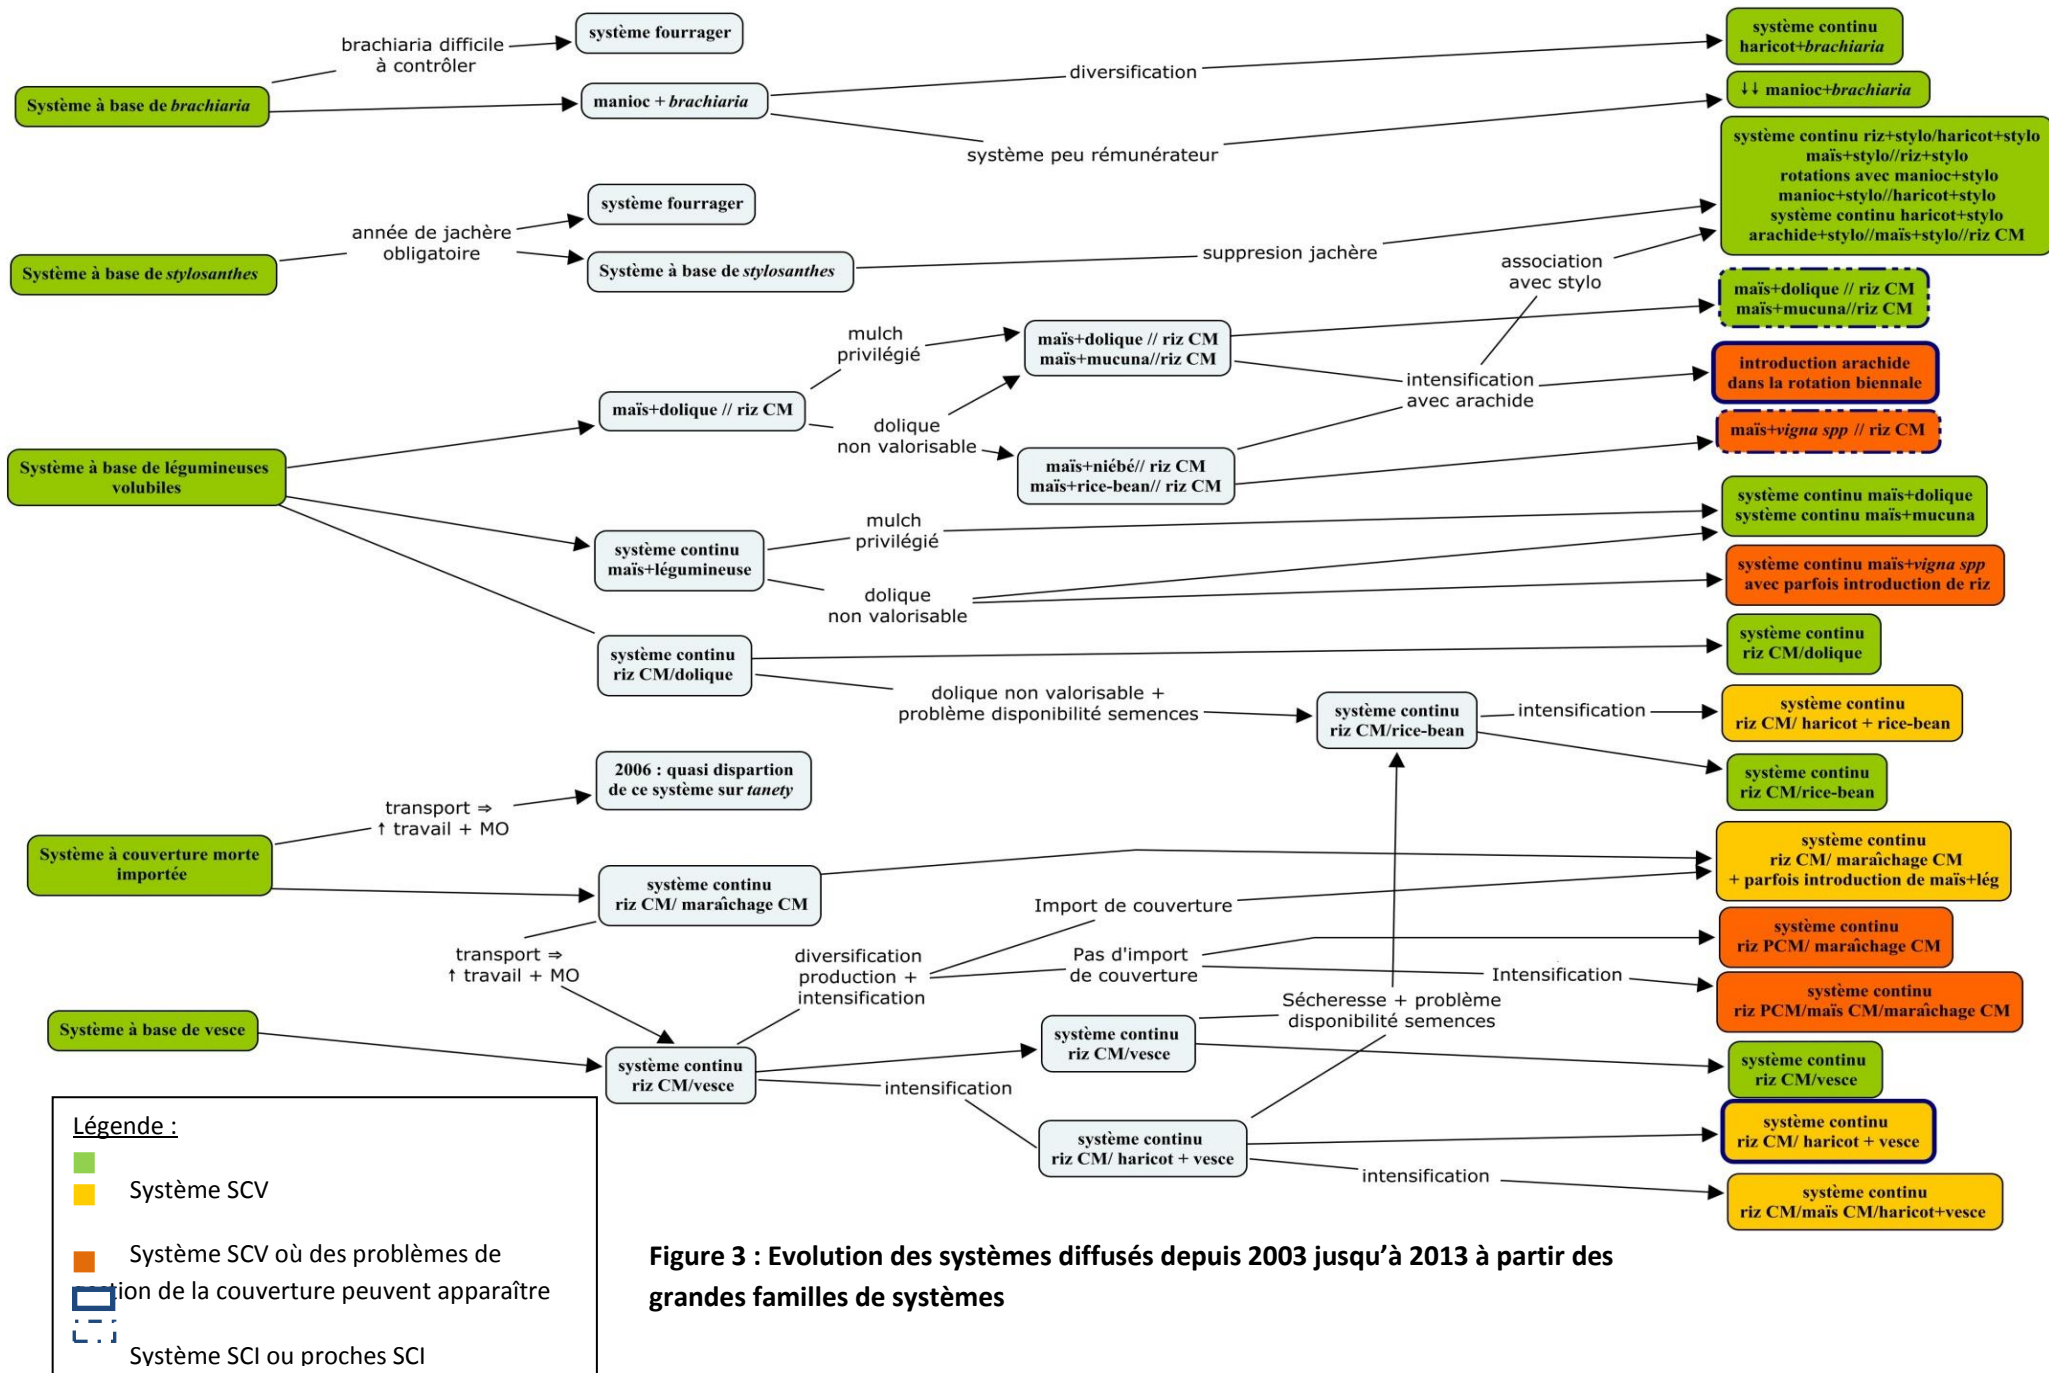 brachiaria difficile
à contrôler
système fourrager
Système à base de brachiaria
manioc + brachiaria
diversification
système peu rémunérateur
système continu
haricot+brachiaria
↓↓ manioc+brachiaria
système fourrager
année de jachère
obligatoire
Système à base de stylosanthes
Système à base de stylosanthes
suppresion jachère
système continu riz+stylo/haricot+stylo
maïs+stylo//riz+stylo
rotations avec manioc+stylo
manioc+stylo//haricot+stylo
système continu haricot+stylo
arachide+stylo//maïs+stylo//riz CM
association
avec stylo
mulch
privilégié
maïs+dolique // riz CM
maïs+mucuna//riz CM
maïs+dolique // riz CM
maïs+mucuna//riz CM
maïs+dolique // riz CM
dolique
non valorisable
intensification
avec arachide
introduction arachide
dans la rotation biennale
Système à base de légumineuses
volubiles
maïs+niébé// riz CM
maïs+rice-bean// riz CM
maïs+vigna spp // riz CM
système continu
maïs+légumineuse
mulch
privilégié
système continu maïs+dolique
système continu maïs+mucuna
dolique
non valorisable
système continu maïs+vigna spp
avec parfois introduction de riz
système continu
riz CM/dolique
système continu
riz CM/dolique
dolique non valorisable +
problème disponibilité semences
système continu
riz CM/rice-bean
intensification
système continu
riz CM/ haricot + rice-bean
système continu
riz CM/rice-bean
2006 : quasi dispartion
de ce système sur tanety
transport ⇒
↑ travail + MO
Système à couverture morte
importée
système continu
riz CM/ maraîchage CM
système continu
riz CM/ maraîchage CM
+ parfois introduction de maïs+lég
transport ⇒
↑ travail + MO
diversification
production +
intensification
Import de couverture
Pas d'import
de couverture
système continu
riz PCM/ maraîchage CM
Intensification
système continu
riz PCM/maïs CM/maraîchage CM
Sécheresse + problème
disponibilité semences
Système à base de vesce
système continu
riz CM/vesce
système continu
riz CM/vesce
système continu
riz CM/vesce
intensification
système continu
riz CM/ haricot + vesce
système continu
riz CM/ haricot + vesce
intensification
système continu
riz CM/maïs CM/haricot+vesce
Légende :
Système SCV
Système SCV où des problèmes de
tion de la couverture peuvent apparaître
Système SCI ou proches SCI
Figure 3 : Evolution des systèmes diffusés depuis 2003 jusqu’à 2013 à partir des
grandes familles de systèmes